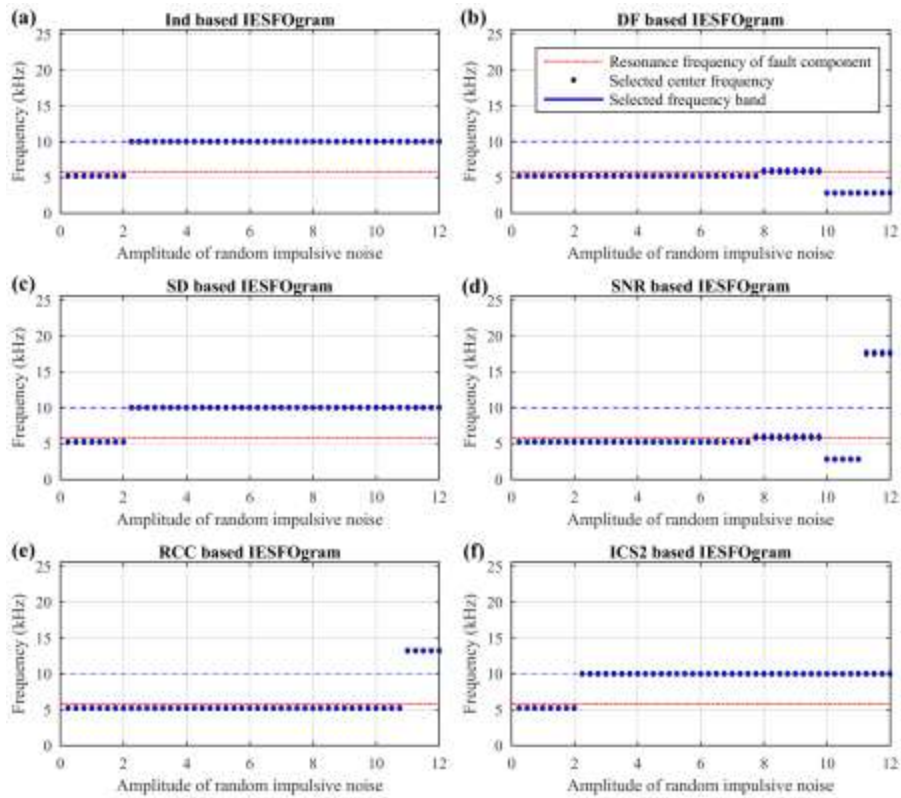 (a) Ind based IESFOgram
25
20
15
10
5
0
Frequency (kHz)
0 2 4 6 8 10 12
Amplitude of random impulsive noise
(b) DF based IESFOgram
Resonance frequency of fault component
Selected center frequency
Selected frequency band
25
20
15
10
5
0
Frequency (kHz)
0 2 4 6 8 10 12
Amplitude of random impulsive noise
(c) SD based IESFOgram
25
20
15
10
5
0
Frequency (kHz)
0 2 4 6 8 10 12
Amplitude of random impulsive noise
(d) SNR based IESFOgram
25
20
15
10
5
0
Frequency (kHz)
0 2 4 6 8 10 12
Amplitude of random impulsive noise
(e) RCC based IESFOgram
25
20
15
10
5
0
Frequency (kHz)
0 2 4 6 8 10 12
Amplitude of random impulsive noise
(f) ICS2 based IESFOgram
25
20
15
10
5
0
Frequency (kHz)
0 2 4 6 8 10 12
Amplitude of random impulsive noise